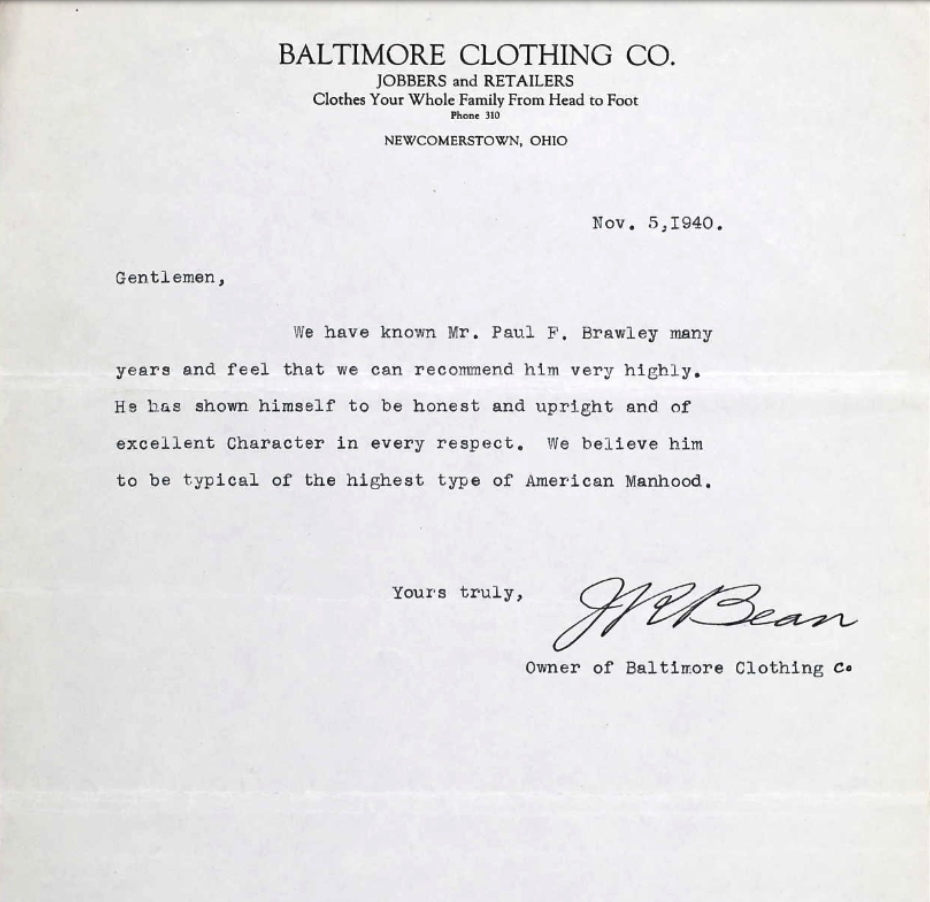 BALTIMORE CLOTHING CO.
JOBBERS and RETAILERS
Clothes Your Whole Family From Head to Foot
Phone 310
NEWCOMERSTOWN, OHIO
Nov. 5,1940.
Gentlemen,
We have known Mr. Paul F. Brawley many
years and feel that we can recommend him very highly.
He has shown himself to be honest and upright and of
excellent Character in every respect. We believe him
to be typical of the highest type of American Manhood.
Yours truly,
Bean
Owner of Baltimore Clothing Co